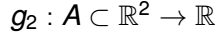 g₂ : A ⊂ ℝ² → ℝ